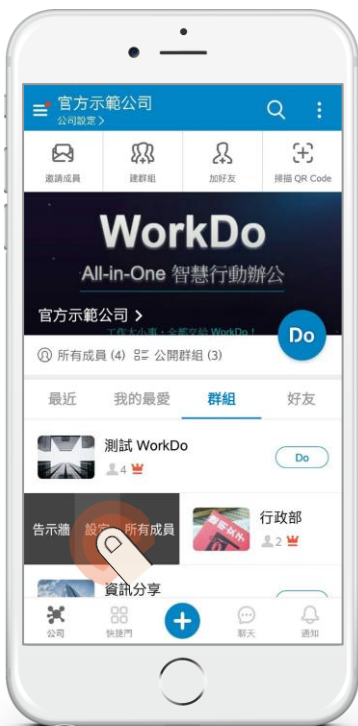 官方示範公司
公司設定 >
邀請成員 建群組 加好友 掃描 QR Code
WorkDo
All-in-One 智慧行動辦公
官方示範公司 >
工作大小事，全都交給 WorkDo！
Do
所有成員 (4) 公開群組 (3)
最近 我的最愛 群組 好友
測試 WorkDo
4
Do
告示牆 設定 所有成員
行政部
2
資訊分享
公司 快捷門 聊天 通知